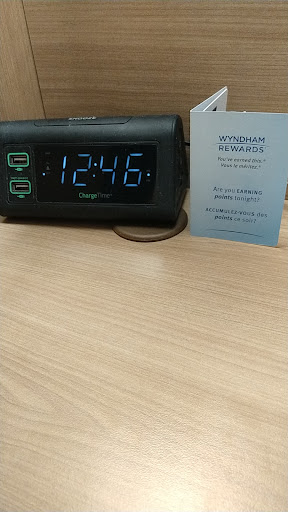 SNOOZE
12:46
ChargeTime
WYNDHAM
REWARDS
You've earned this.
Vous le méritez.
Are you EARNING
points tonight?
ACCUMULEZ-VOUS des
points ce soir?